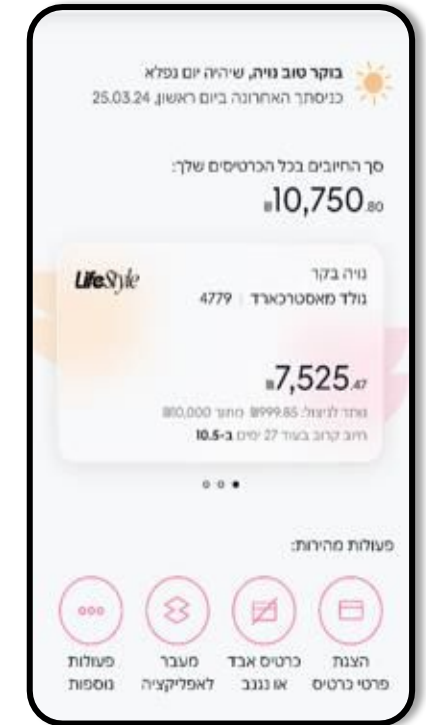 בוקר טוב נויה, שיהיה יום נפלא
כניסתך האחרונה ביום ראשון, 25.03.24
סך החיובים בכל הכרטיסים שלך:
₪10,750.80
LifeStyle
נויה בקר
גולד מאסטרכארד | 4779
₪7,525.47
נותר לניצול: ₪999.85 מתוך ₪10,000
חיוב קרוב בעוד 27 ימים ב-10.5
פעולות מהירות:
הצגת פרטי כרטיס
כרטיס אבד או נגנב
מעבר לאפליקציה
פעולות נוספות